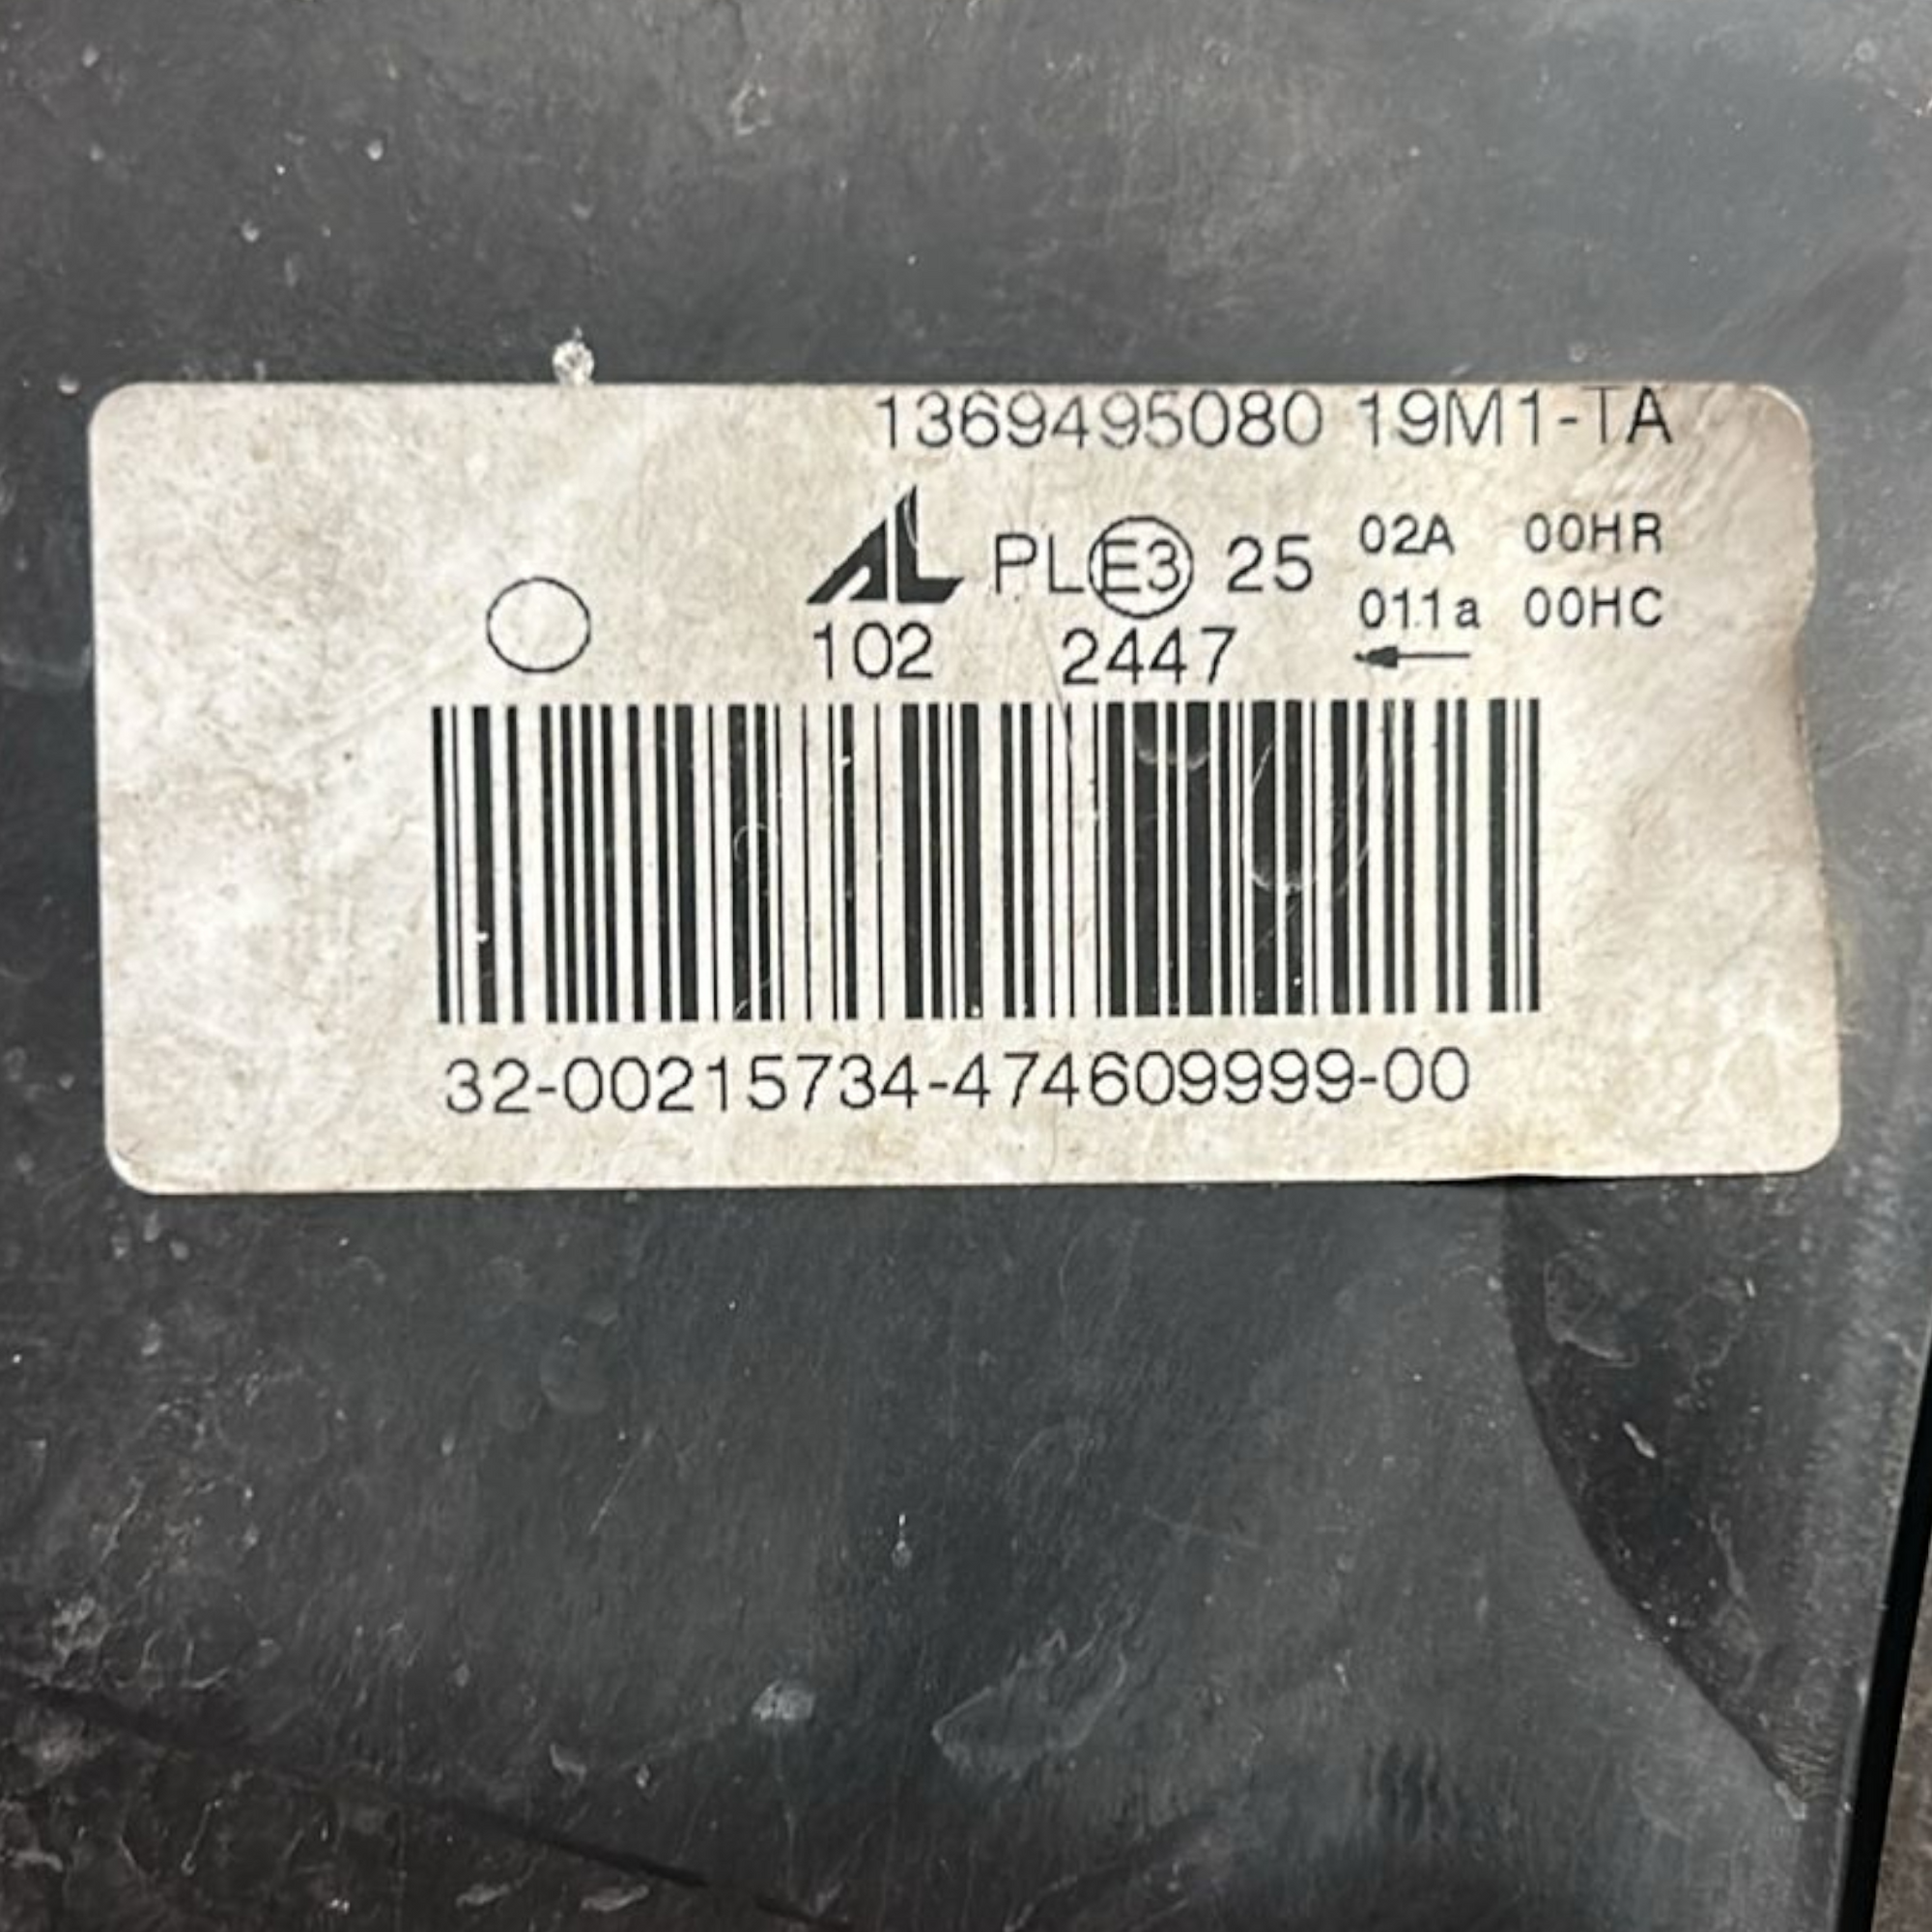 1369495080 19M1-TA
AL PL E3 25 02A 00HR
011a 00HC
102 2447
32-00215734-474609999-00